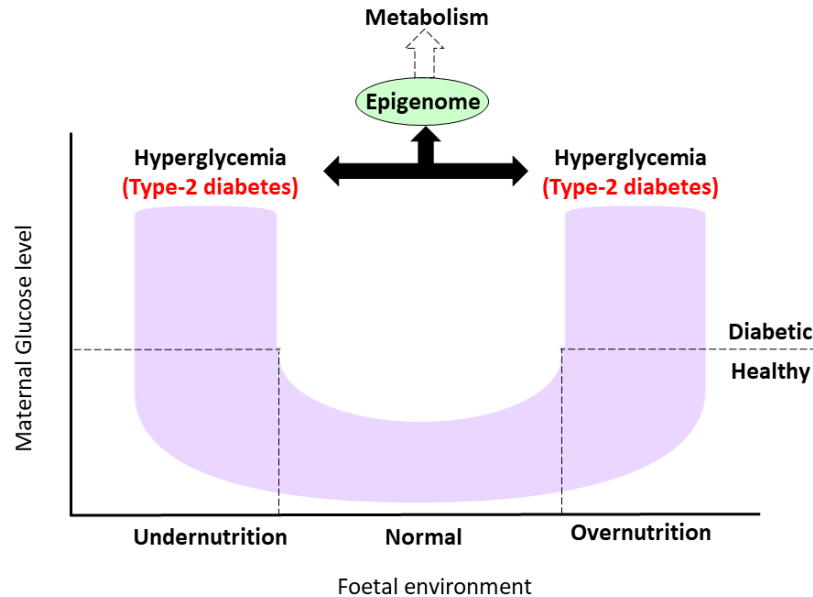 Metabolism
Epigenome
Hyperglycemia
(Type-2 diabetes)
Hyperglycemia
(Type-2 diabetes)
Maternal Glucose level
Diabetic
Healthy
Undernutrition
Normal
Overnutrition
Foetal environment